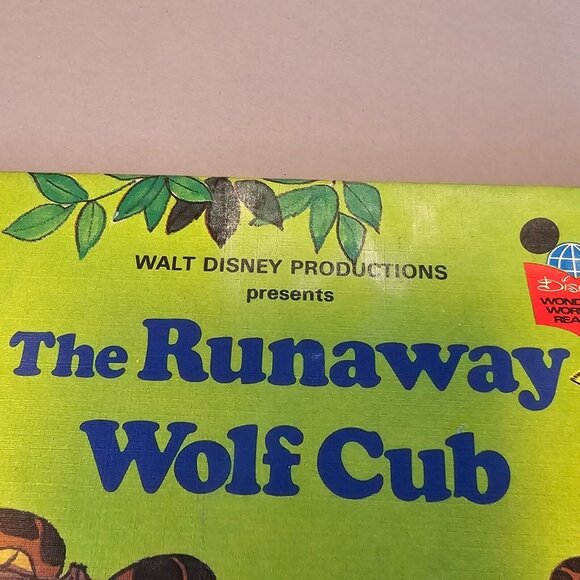 WALT DISNEY PRODUCTIONS
presents
The Runaway
Wolf Cub